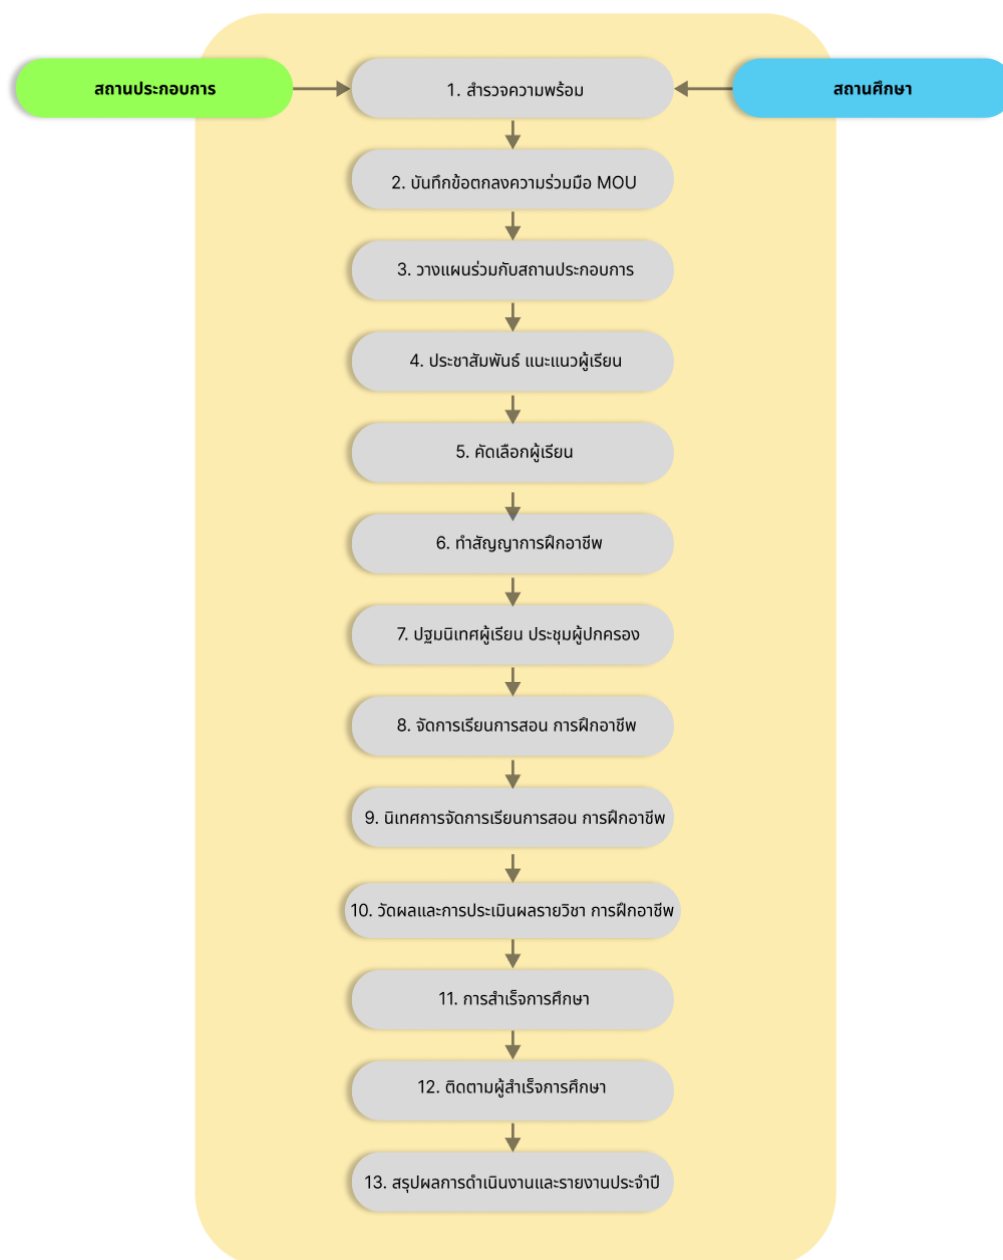 สถานประกอบการ
1. สำรวจความพร้อม
สถานศึกษา
2. บันทึกข้อตกลงความร่วมมือ MOU
3. วางแผนร่วมกับสถานประกอบการ
4. ประชาสัมพันธ์ แนะแนวผู้เรียน
5. คัดเลือกผู้เรียน
6. ทำสัญญาการฝึกอาชีพ
7. ปฐมนิเทศผู้เรียน ประชุมผู้ปกครอง
8. จัดการเรียนการสอน การฝึกอาชีพ
9. นิเทศการจัดการเรียนการสอน การฝึกอาชีพ
10. วัดผลและการประเมินผลรายวิชา การฝึกอาชีพ
11. การสำเร็จการศึกษา
12. ติดตามผู้สำเร็จการศึกษา
13. สรุปผลการดำเนินงานและรายงานประจำปี